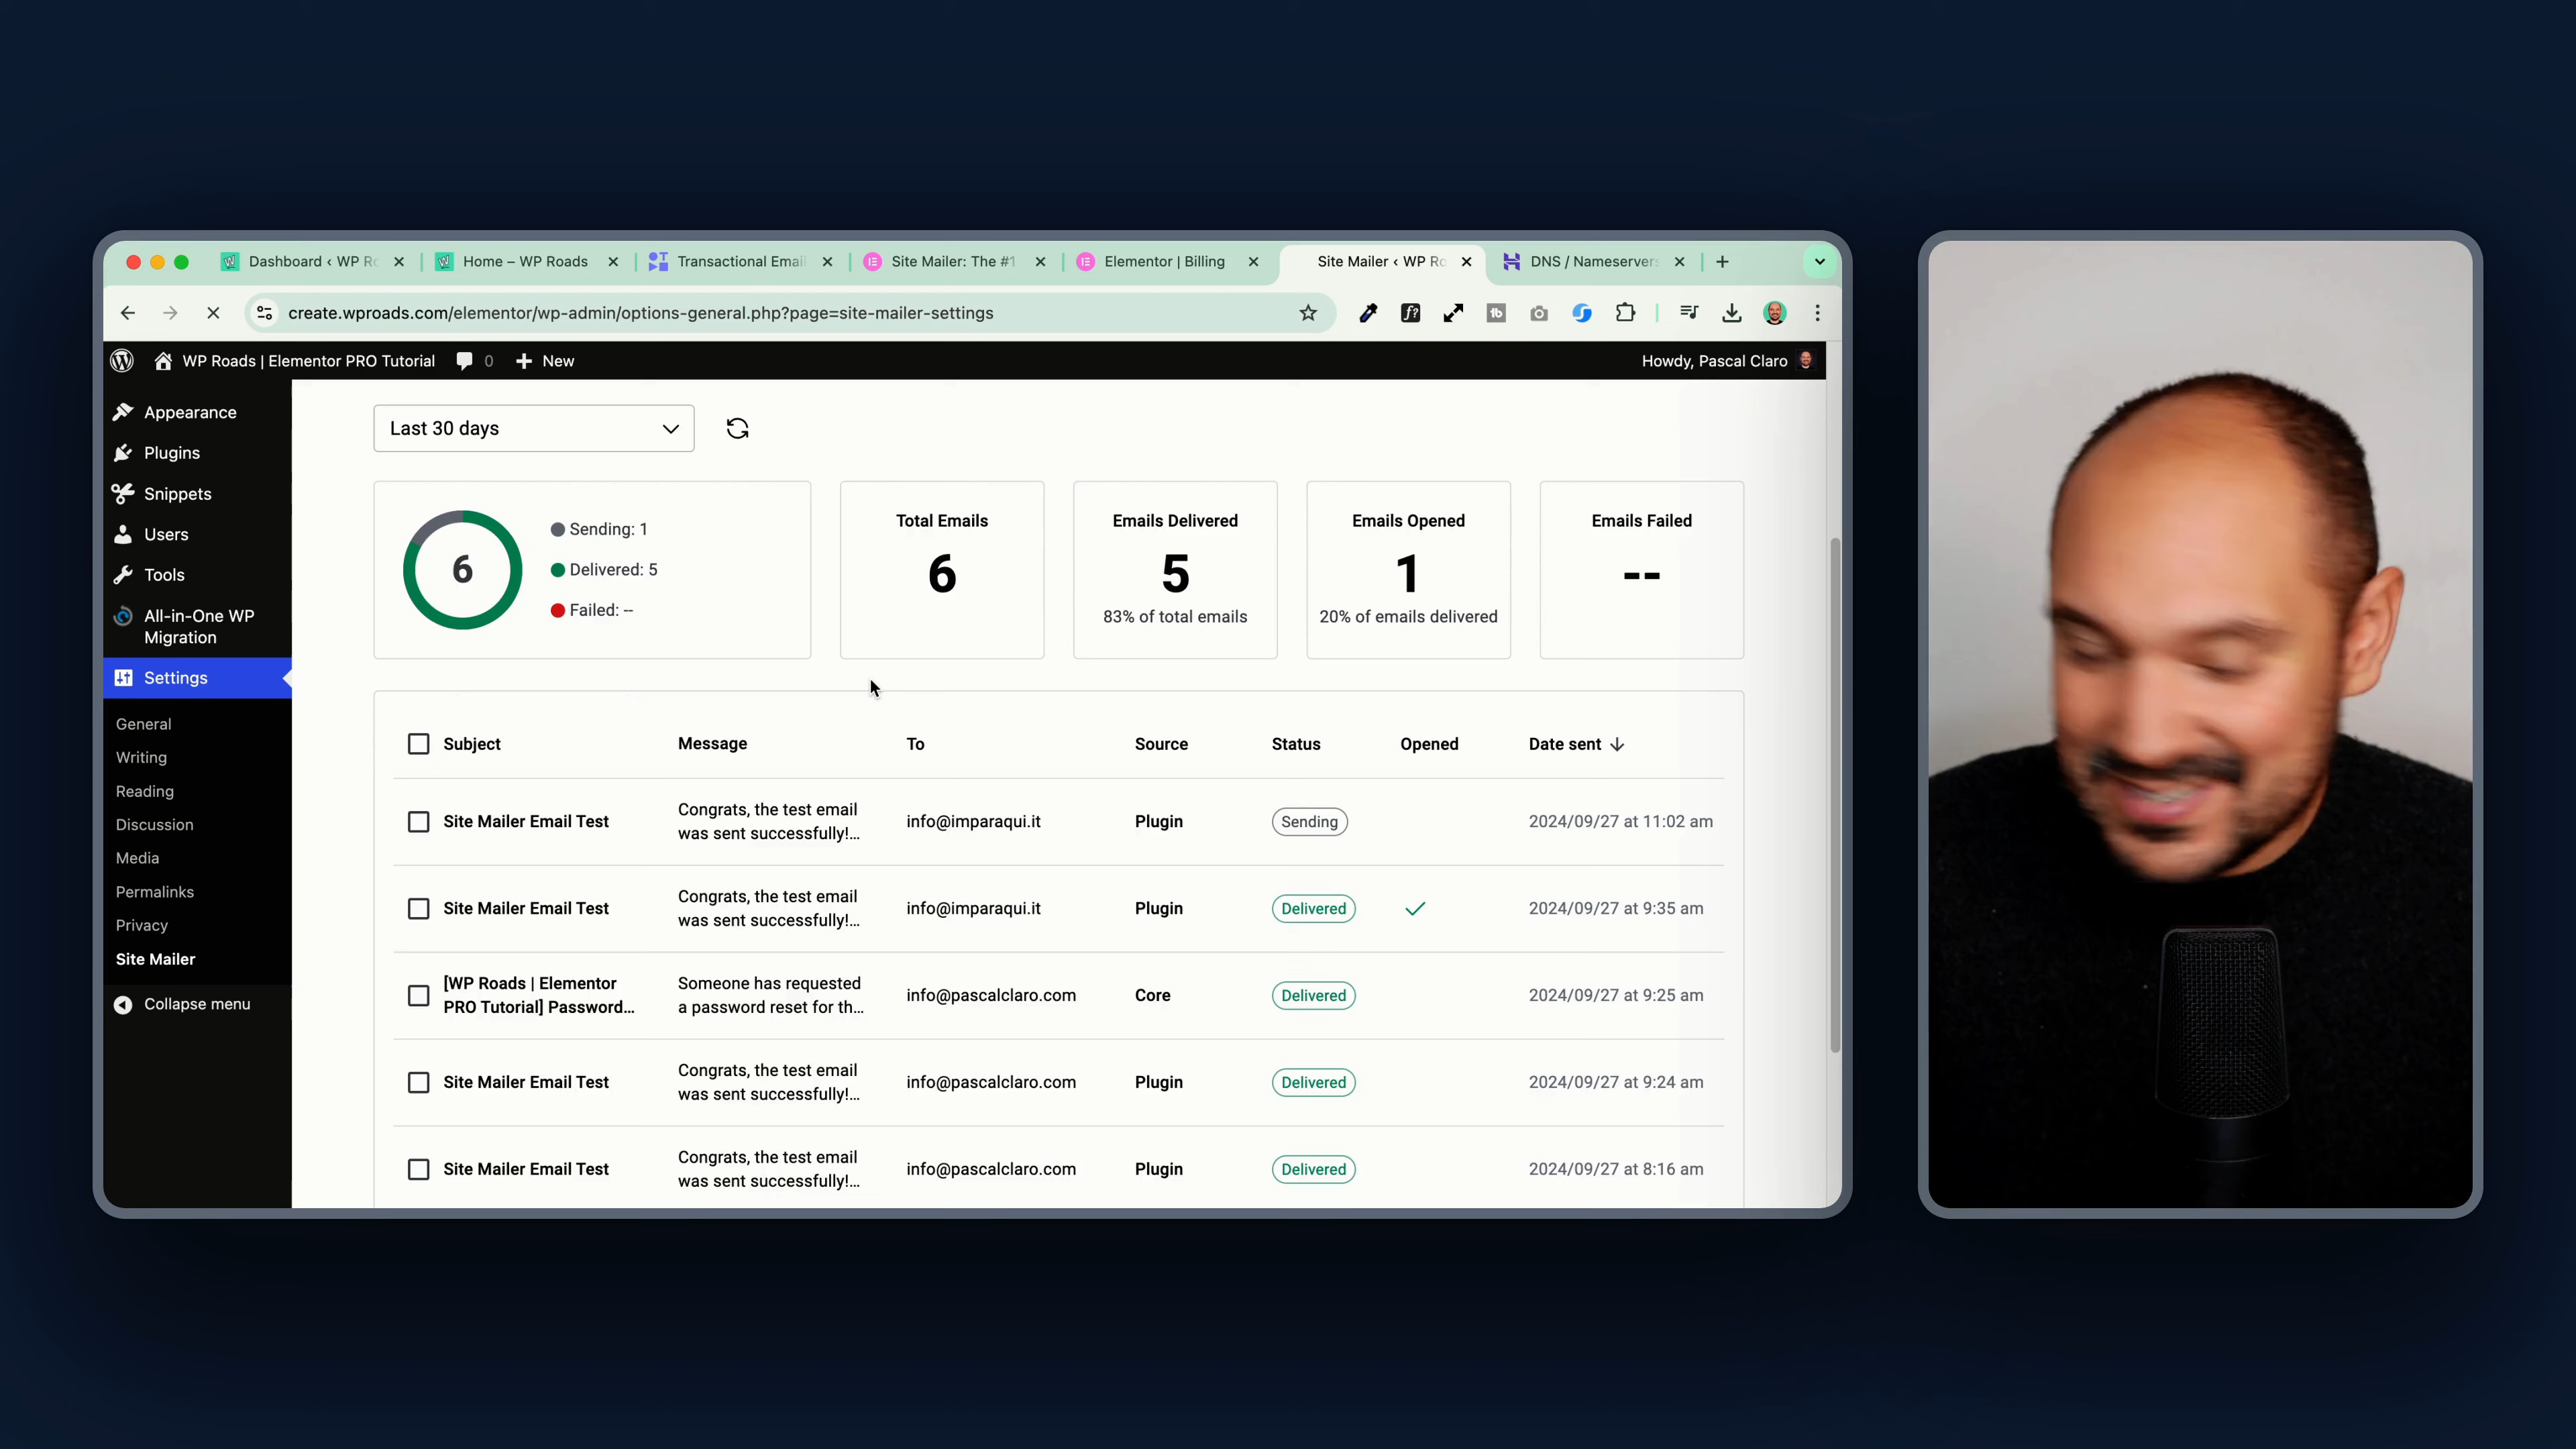 Dashboard ‹ WP Ro
Home – WP Roads
Transactional Emai
Site Mailer: The #1
Elementor | Billing
Site Mailer ‹ WP Ro
DNS / Nameservers
create.wproads.com/elementor/wp-admin/options-general.php?page=site-mailer-settings
WP Roads | Elementor PRO Tutorial
0
New
Howdy, Pascal Claro
Appearance
Plugins
Snippets
Users
Tools
All-in-One WP
Migration
Settings
General
Writing
Reading
Discussion
Media
Permalinks
Privacy
Site Mailer
Collapse menu
Last 30 days
6
Sending: 1
Delivered: 5
Failed: --
Total Emails
6
Emails Delivered
5
83% of total emails
Emails Opened
1
20% of emails delivered
Emails Failed
--
Subject Message To Source Status Opened Date sent
Site Mailer Email Test
Congrats, the test email
was sent successfully!...
info@imparaqui.it
Plugin
Sending
2024/09/27 at 11:02 am
Site Mailer Email Test
Congrats, the test email
was sent successfully!...
info@imparaqui.it
Plugin
Delivered
2024/09/27 at 9:35 am
[WP Roads | Elementor
PRO Tutorial] Password...
Someone has requested
a password reset for th...
info@pascalclaro.com
Core
Delivered
2024/09/27 at 9:25 am
Site Mailer Email Test
Congrats, the test email
was sent successfully!...
info@pascalclaro.com
Plugin
Delivered
2024/09/27 at 9:24 am
Site Mailer Email Test
Congrats, the test email
was sent successfully!...
info@pascalclaro.com
Plugin
Delivered
2024/09/27 at 8:16 am